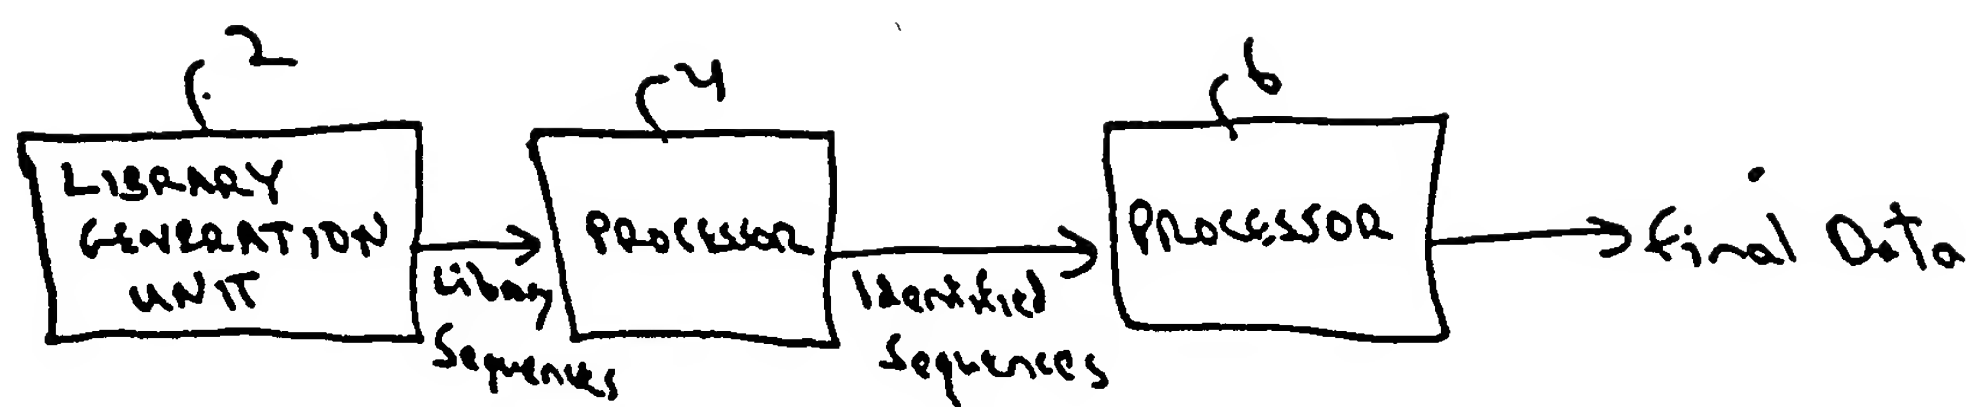 2
4
6
LIBRARY
GENERATION
UNIT
Library
Sequences
PROCESSOR
Identified
Sequences
PROCESSOR
Final Data